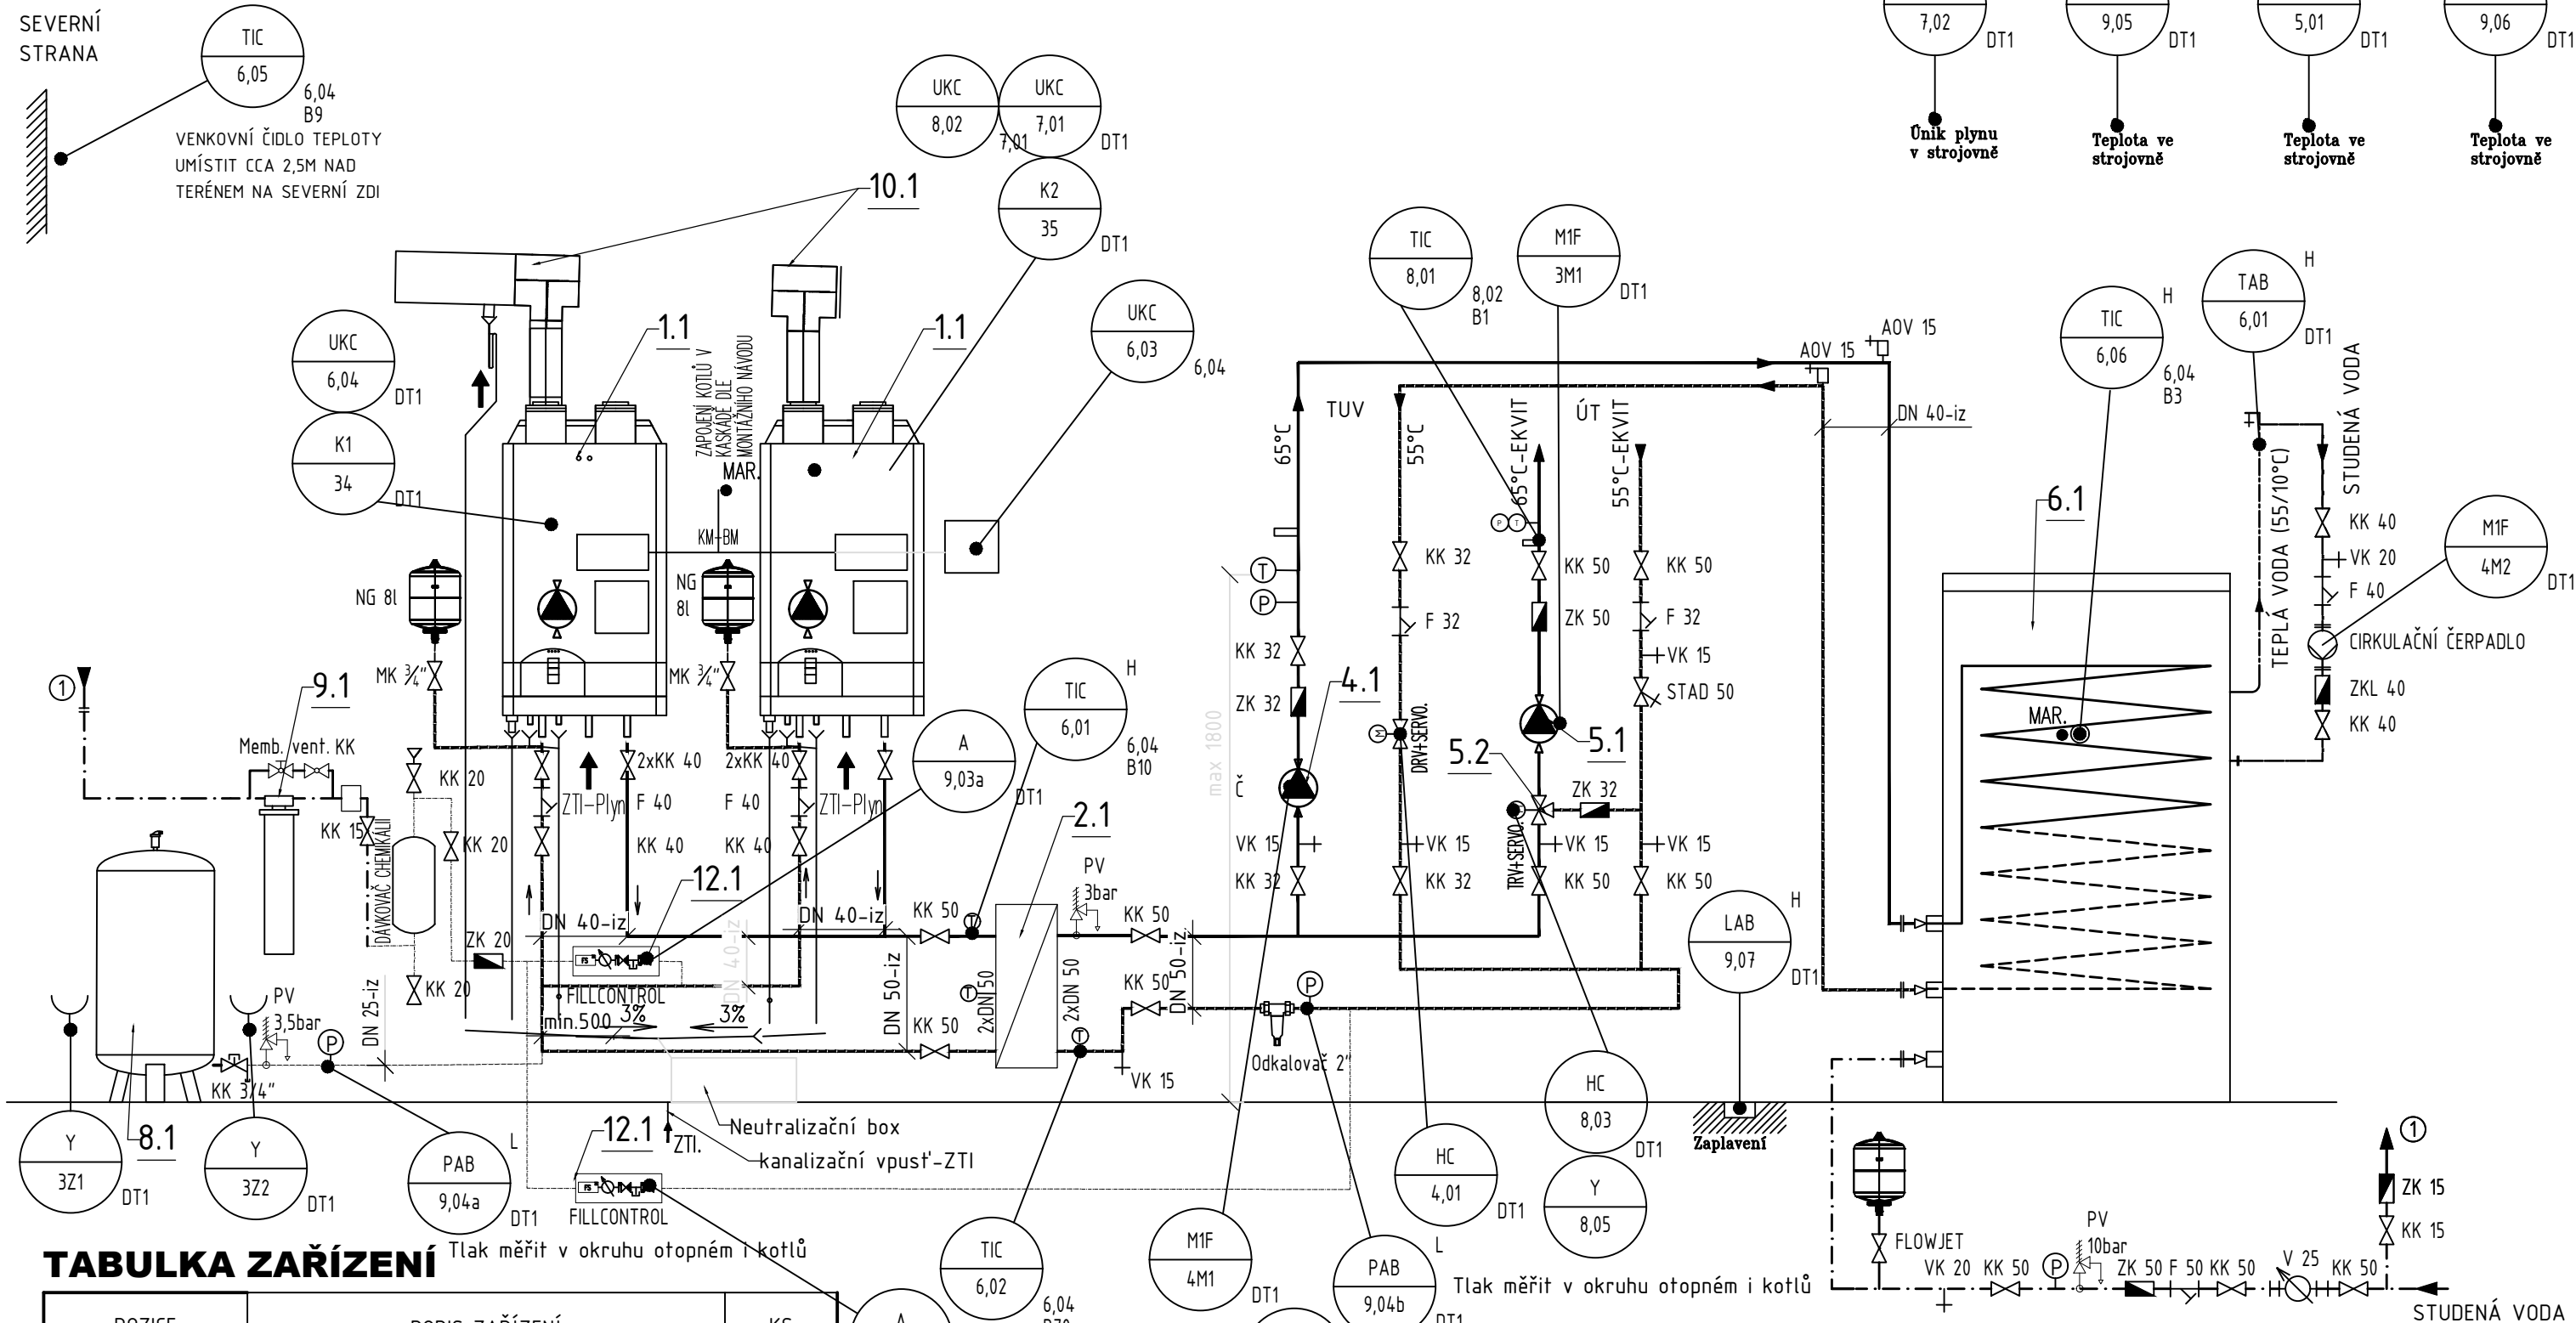 SEVERNÍ
STRANA
TIC
6,05
6,04
B9
VENKOVNÍ ČIDLO TEPLOTY
UMÍSTIT CCA 2,5M NAD
TERÉNEM NA SEVERNÍ ZDI
UKC
8,02
UKC
7,01
7,01
DT1
K2
35
DT1
10.1
7,02
DT1
Únik plynu
v strojovně
9,05
DT1
Teplota ve
strojovně
5,01
DT1
Teplota ve
strojovně
9,06
DT1
Teplota ve
strojovně
UKC
6,04
DT1
K1
34
DT1
1.1
1.1
ZAPOJENÍ KOTLŮ V
KASKÁDĚ DLE
MONTÁŽNÍHO NÁVODU
MAR.
KM-BM
UKC
6,03
6,04
TIC
8,01
8,02
B1
M1F
3M1
DT1
TIC
6,06
H
6,04
B3
TAB
6,01
H
DT1
AOV 15
AOV 15
DN 40-iz
TUV
ÚT
65°C
55°C
65°C-EKVIT
55°C-EKVIT
P
T
STUDENÁ VODA
TEPLÁ VODA (55/10°C)
6.1
M1F
4M2
DT1
KK 40
VK 20
F 40
CIRKULAČNÍ ČERPADLO
ZKL 40
KK 40
MAR.
NG 8l
NG
8l
MK ¾"
MK ¾"
T
P
KK 32
ZK 32
4.1
Č
VK 15
KK 32
max 1800
KK 32
F 32
M
DRV+SERVO.
VK 15
KK 32
KK 50
ZK 50
5.1
5.2
TRV+SERVO.
ZK 32
VK 15
KK 50
KK 50
F 32
VK 15
STAD 50
VK 15
KK 50
1
9.1
Memb. vent. KK
KK 15
KK 20
KK 20
DÁVKOVAČ CHEMIKÁLIÍ
KK 20
ZK 20
2xKK 40
2xKK 40
F 40
F 40
ZTI-Plyn
ZTI-Plyn
KK 40
KK 40
A
9,03a
DT1
TIC
6,01
H
6,04
B10
2.1
12.1
DN 40-iz
DN 40-iz
DN 40-iz
FS
FILLCONTROL
min.500
3%
3%
DN 50-iz
KK 50
KK 50
T
T
T
2xDN 50
2xDN 50
PV
3bar
KK 50
KK 50
DN 50-iz
VK 15
P
Odkalovač 2"
LAB
9,07
H
DT1
Zaplavení
PV
3,5bar
P
DN 25-iz
KK 3/4"
Y
3Z1
DT1
8.1
Y
3Z2
DT1
PAB
9,04a
L
DT1
Tlak měřit v okruhu otopném i kotlů
12.1
ZTI.
Neutralizační box
kanalizační vpusť-ZTI
FS
FILLCONTROL
TIC
6,02
6,04
M1F
4M1
DT1
HC
4,01
DT1
HC
8,03
DT1
Y
8,05
PAB
9,04b
L
DT1
Tlak měřit v okruhu otopném i kotlů
FLOWJET
VK 20
KK 50
P
PV
10bar
ZK 50
F 50
KK 50
V 25
KK 50
1
ZK 15
KK 15
STUDENÁ VODA
TABULKA ZAŘÍZENÍ
POZICE
POPIS ZAŘÍZENÍ
KS
A